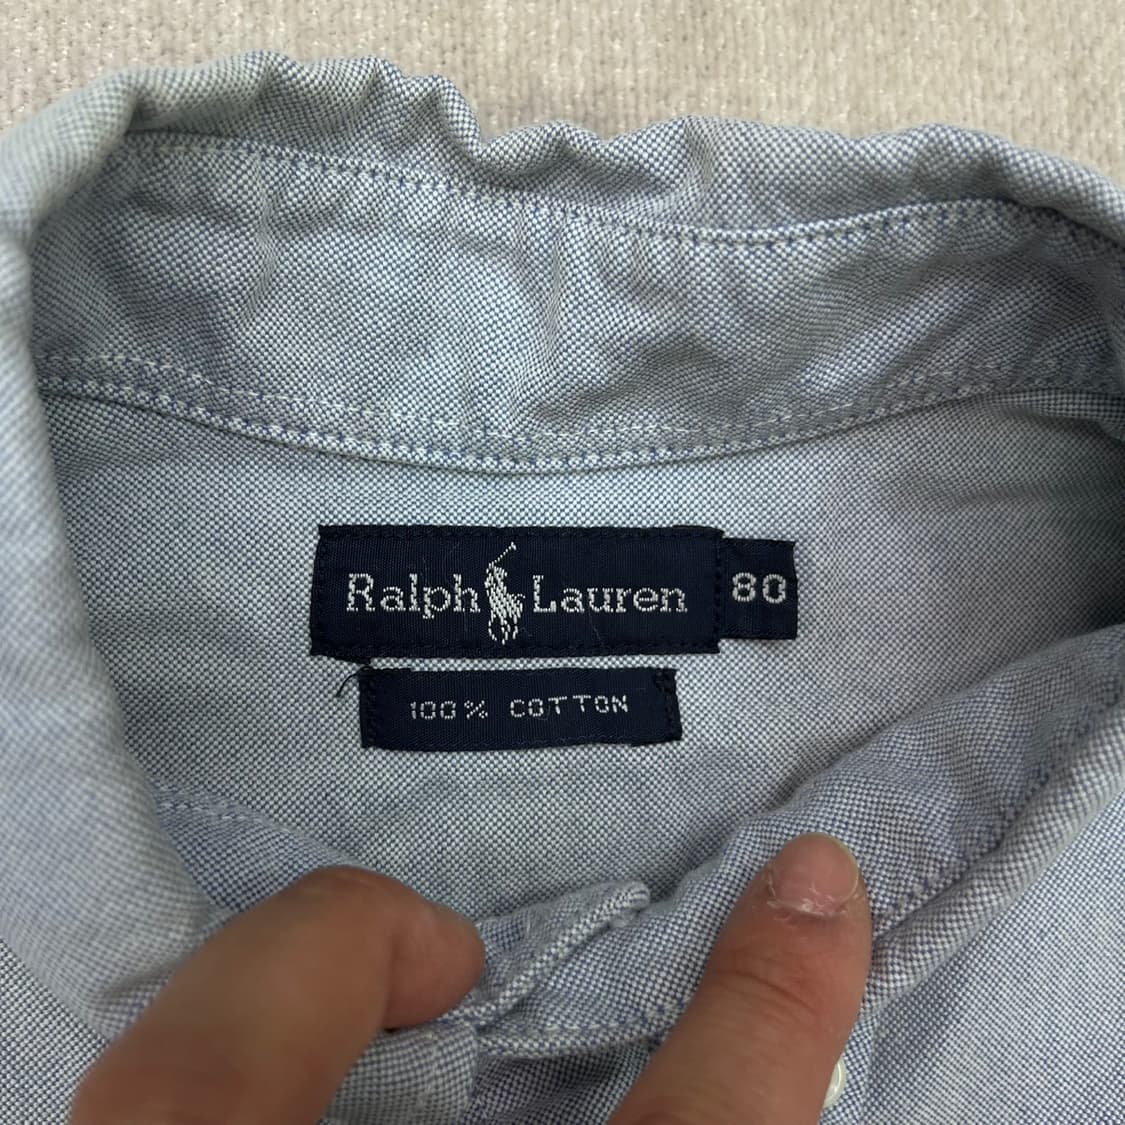 Ralph Lauren 80
100% COTTON